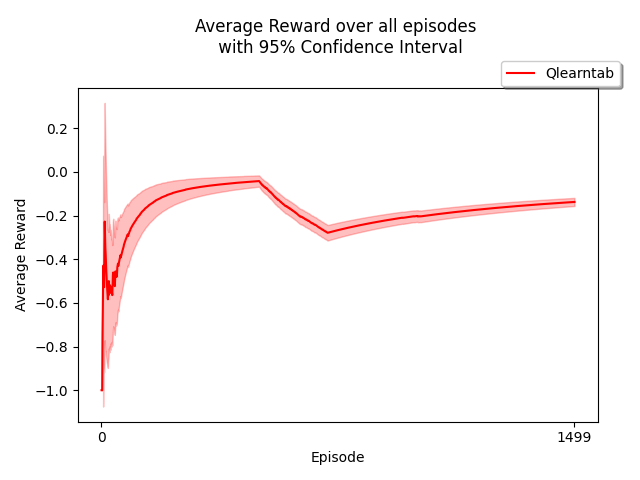 Average Reward over all episodes
with 95% Confidence Interval
Qlearntab
0.2
0.0
−0.2
−0.4
−0.6
−0.8
−1.0
Average Reward
0
1499
Episode